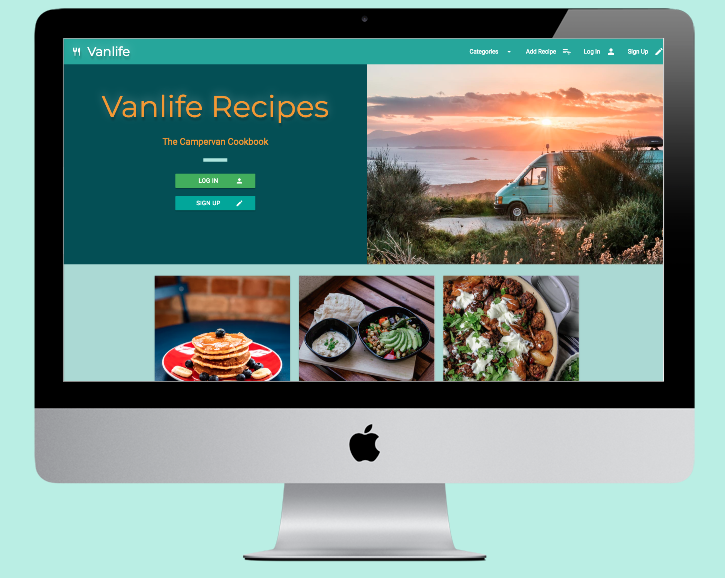 Vanlife
Categories
Add Recipe
Log In
Sign Up
Vanlife Recipes
The Campervan Cookbook
LOG IN
SIGN UP